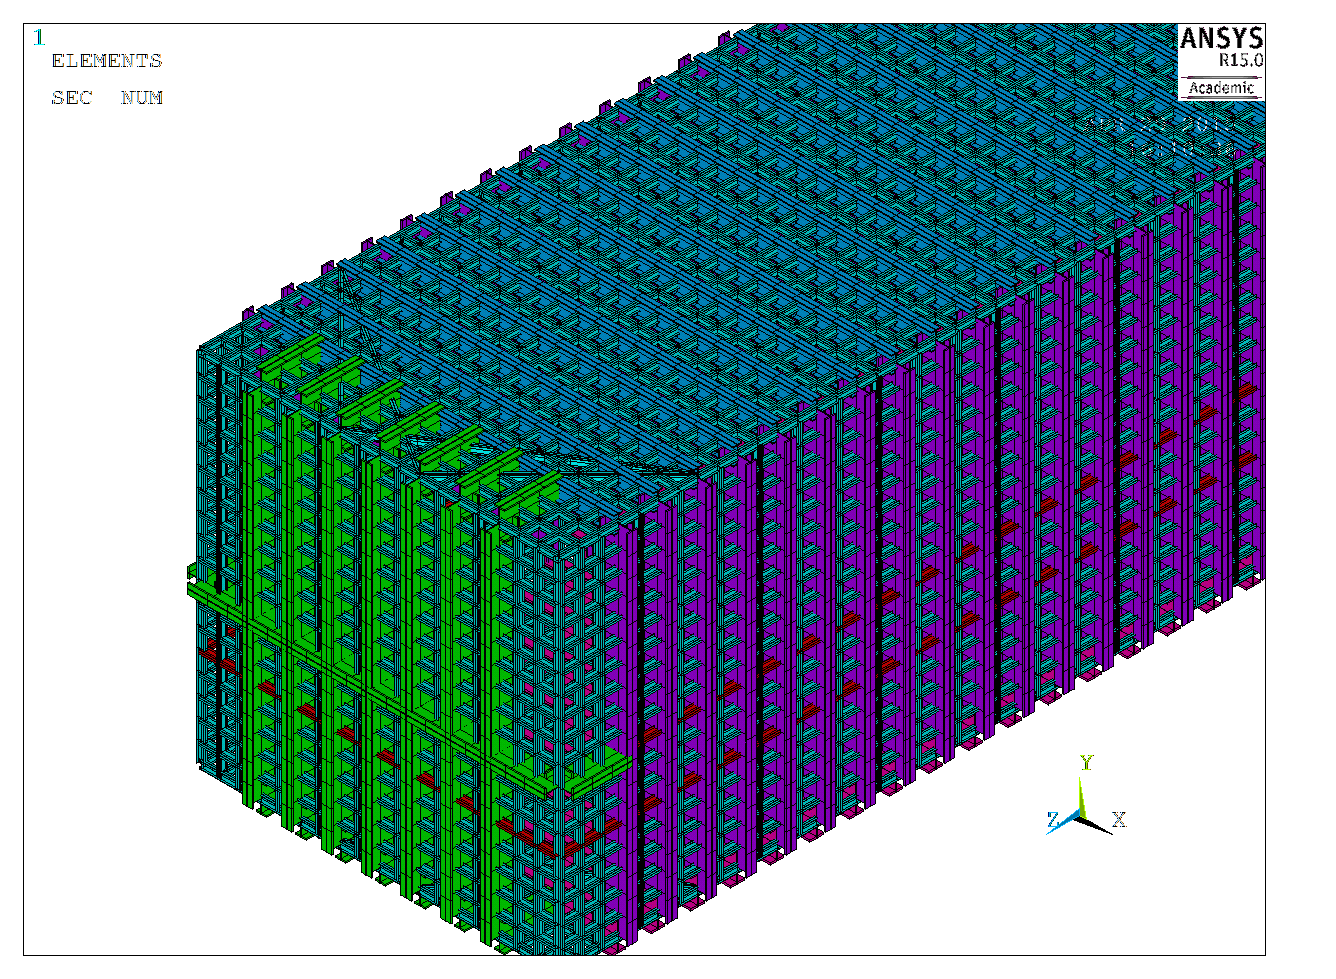 1
ELEMENTS
SEC NUM
ANSYS
R15.0
Academic
Y
Z
X